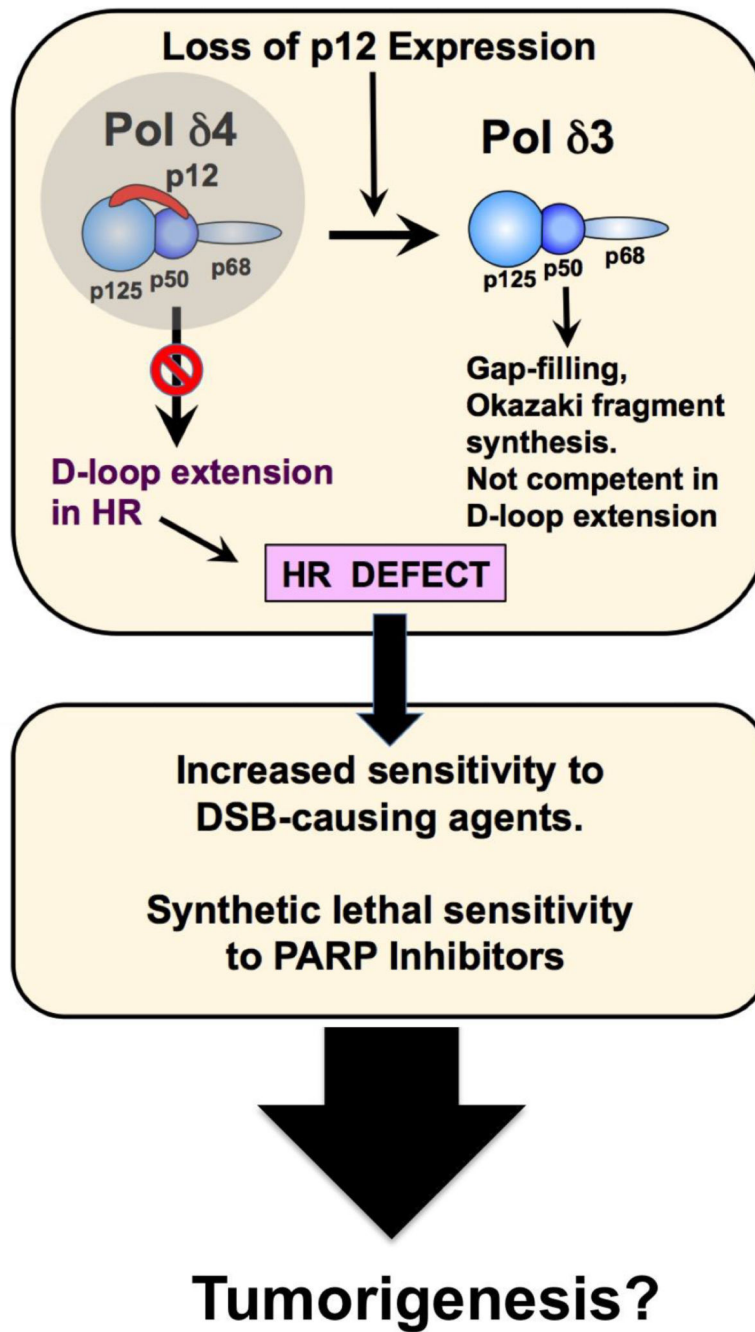 Loss of p12 Expression
Pol δ4
p12
p125 p50 p68
Pol δ3
p125 p50 p68
Gap-filling,
Okazaki fragment
synthesis.
Not competent in
D-loop extension
D-loop extension
in HR
HR DEFECT
Increased sensitivity to
DSB-causing agents.
Synthetic lethal sensitivity
to PARP Inhibitors
Tumorigenesis?